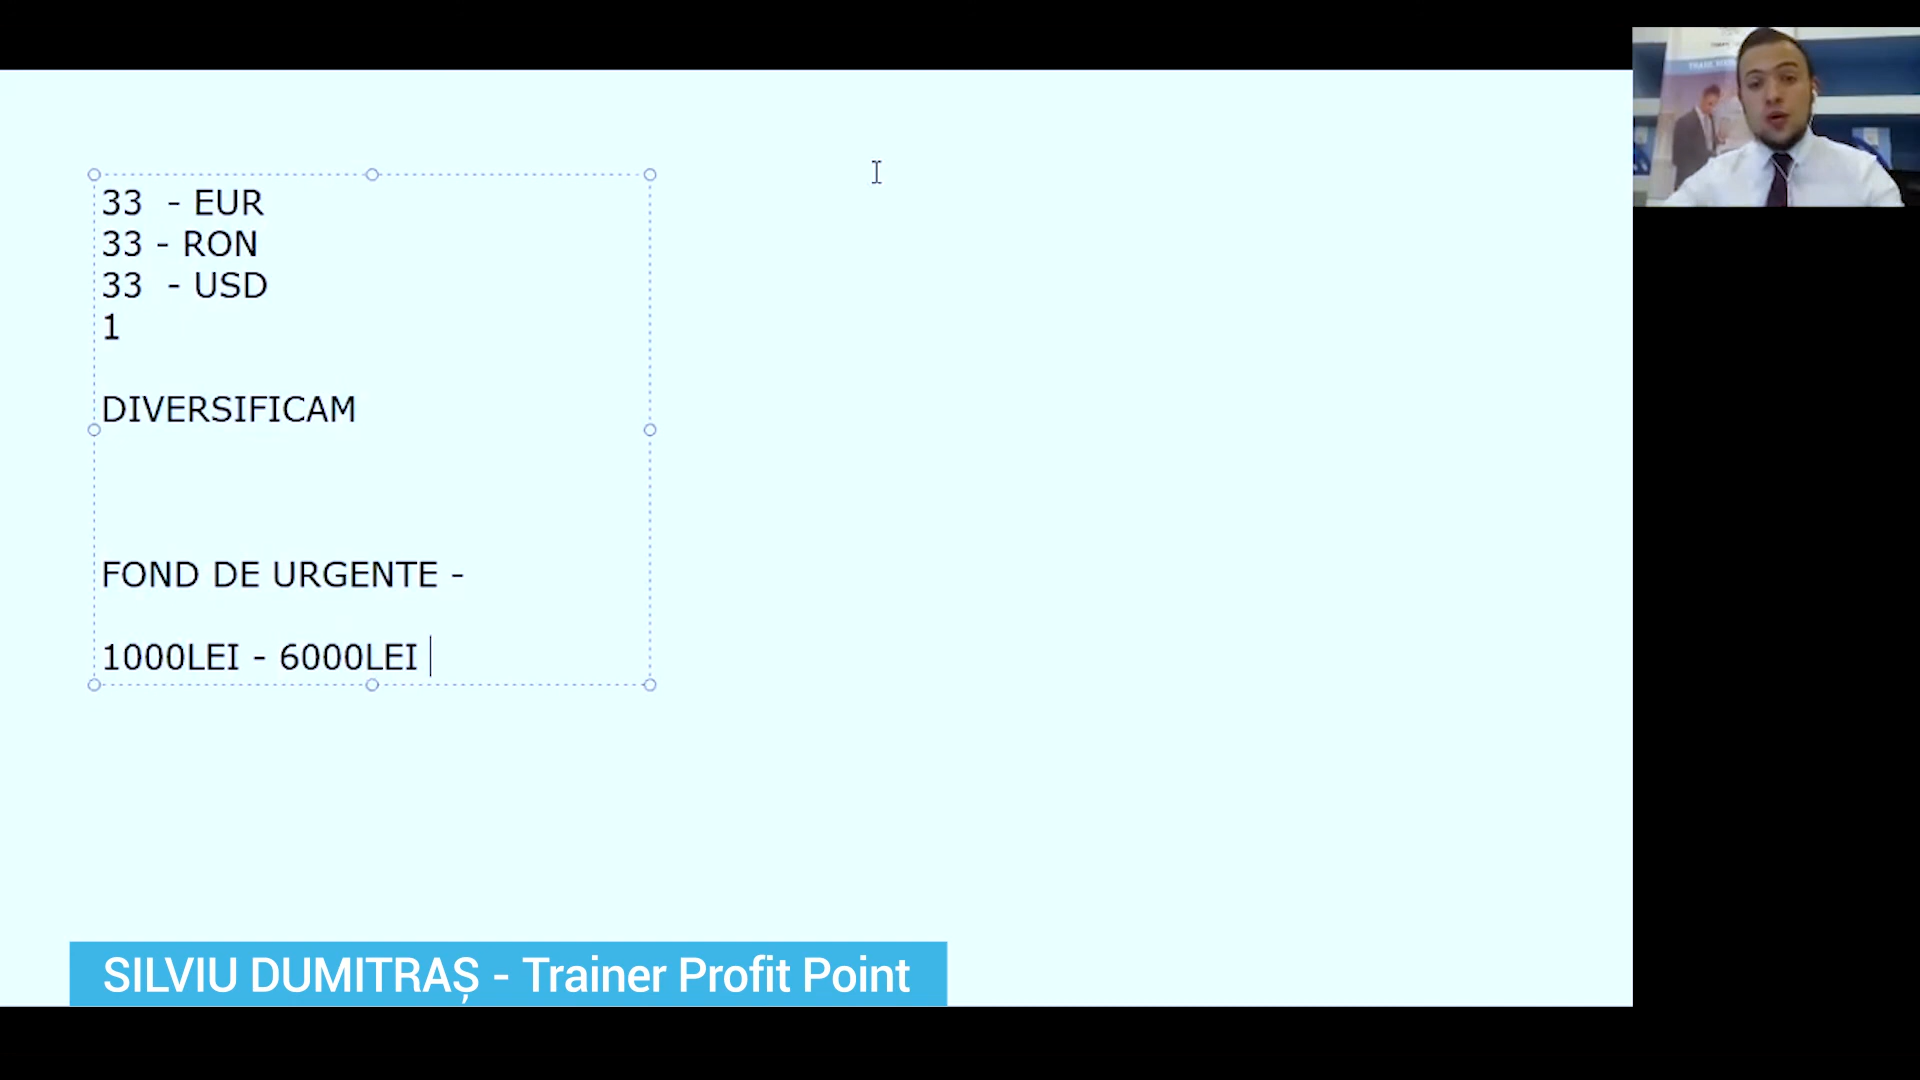 33  - EUR
33 - RON
33  - USD
1
DIVERSIFICAM
FOND DE URGENTE -
1000LEI - 6000LEI
SILVIU DUMITRAȘ - Trainer Profit Point